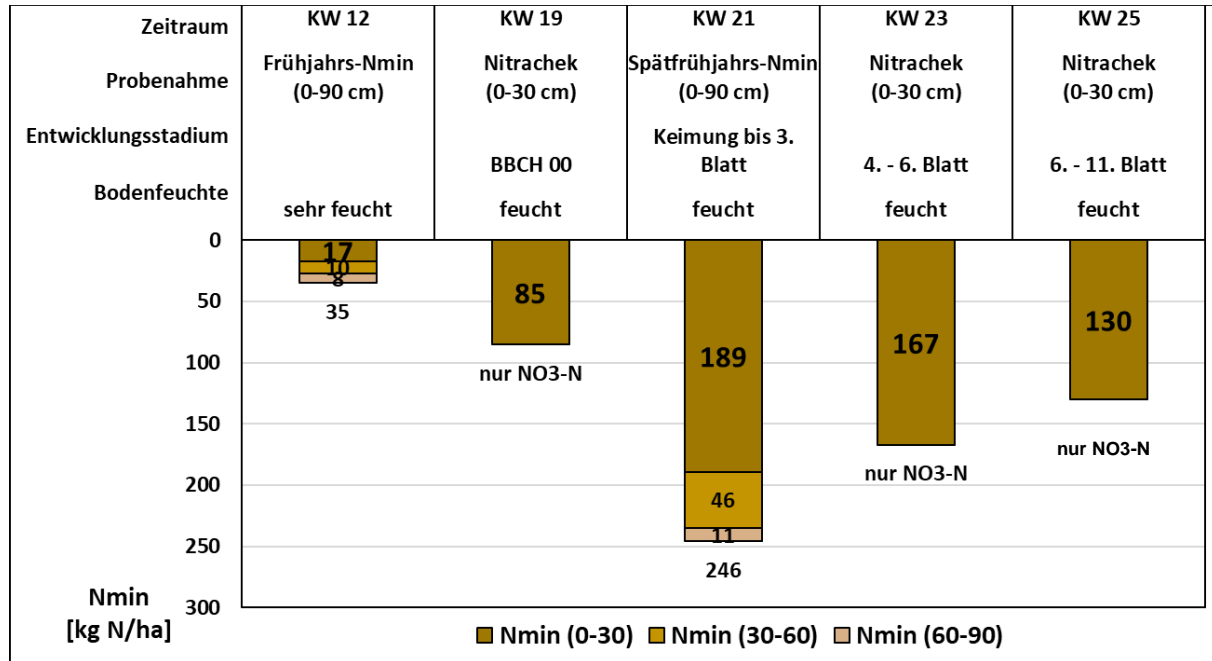 Zeitraum
KW 12
KW 19
KW 21
KW 23
KW 25
Probenahme
Frühjahrs-Nmin
(0-90 cm)
Nitrachek
(0-30 cm)
Spätfrühjahrs-Nmin
(0-90 cm)
Nitrachek
(0-30 cm)
Nitrachek
(0-30 cm)
Entwicklungsstadium
BBCH 00
Keimung bis 3.
Blatt
4. - 6. Blatt
6. - 11. Blatt
Bodenfeuchte
sehr feucht
feucht
feucht
feucht
feucht
0
50
100
150
200
250
300
Nmin
[kg N/ha]
17
10
8
35
85
nur NO3-N
189
46
11
246
167
nur NO3-N
130
nur NO3-N
Nmin (0-30)
Nmin (30-60)
Nmin (60-90)